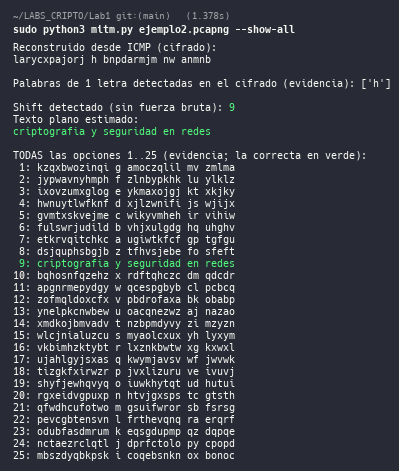 ~/LABS_CRIPTO/Lab1 git:(main) (1.378s)
sudo python3 mitm.py ejemplo2.pcapng --show-all
Reconstruido desde ICMP (cifrado):
larycxpajorj h bnpdarmjm nw anmnb
Palabras de 1 letra detectadas en el cifrado (evidencia): ['h']
Shift detectado (sin fuerza bruta): 9
Texto plano estimado:
criptografia y seguridad en redes
TODAS las opciones 1..25 (evidencia; la correcta en verde):
1: kzqxbwozinqi g amoczqlil mv zmlma
2: jypwavnyhmph f zlnbypkhk lu ylklz
3: ixovzumxglog e ykmaxojgj kt xkjky
4: hwnuytlwfknf d xjlzwnifi js wjijx
5: gvmtxskvejme c wikyvmheh ir vihiw
6: fulswrjudild b vhjxulgdg hq uhghv
7: etkrvqitchkc a ugiwtkfcf gp tgfgu
8: dsjquphsbgjb z tfhvsjebe fo sfeft
9: criptografia y seguridad en redes
10: bqhosnfqzehz x rdftqhczc dm qdcdr
11: apgnrmepydgy w qcespgbyb cl pcbcq
12: zofmqldoxcfx v pbdrofaxa bk obabp
13: ynelpkcnwbew u oacqnezwz aj nazao
14: xmdkojbmvadv t nzbpmdyvy zi mzyzn
15: wlcjnialuzcu s myaolcxux yh lyxym
16: vkbimhzktybt r lxznkbwtw xg kxwxl
17: ujahlgyjsxas q kwymjavsv wf jwvwk
18: tizgkfxirwzr p jvxlizuru ve ivuvj
19: shyfjewhqvyq o iuwkhytqt ud hutui
20: rgxeidvgpuxp n htvjgxsps tc gtsth
21: qfwdhcufotwo m gsuifwror sb fsrsg
22: pevcgbtensvn l frthevqnq ra erqrf
23: odubfasdmrum k eqsgdupmp qz dqpqe
24: nctaezrclqtl j dprfctolo py cpopd
25: mbszdyqbkpsk i coqebsnkn ox bonoc